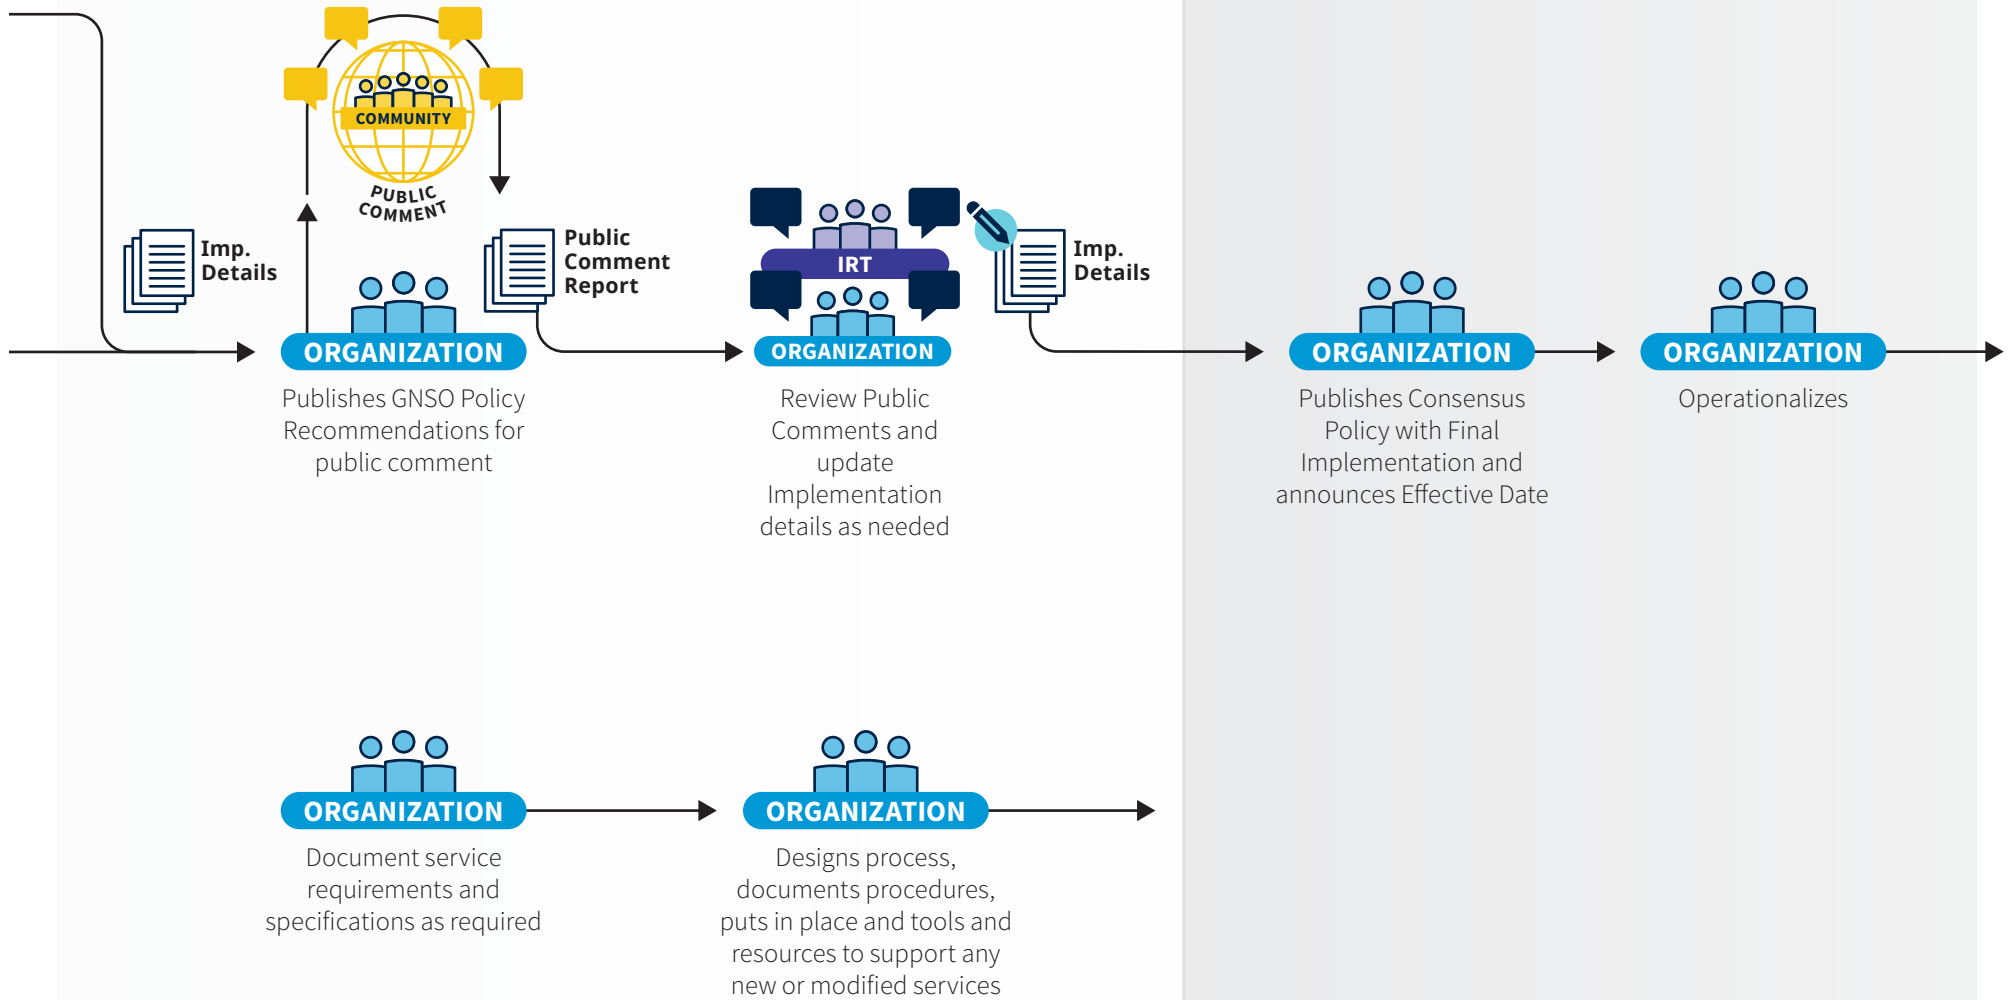 COMMUNITY
PUBLIC
COMMENT
Imp.
Details
ORGANIZATION
Publishes GNSO Policy
Recommendations for
public comment
Public
Comment
Report
IRT
ORGANIZATION
Review Public
Comments and
update
Implementation
details as needed
Imp.
Details
ORGANIZATION
Publishes Consensus
Policy with Final
Implementation and
announces Effective Date
ORGANIZATION
Operationalizes
ORGANIZATION
Document service
requirements and
specifications as required
ORGANIZATION
Designs process,
documents procedures,
puts in place and tools and
resources to support any
new or modified services